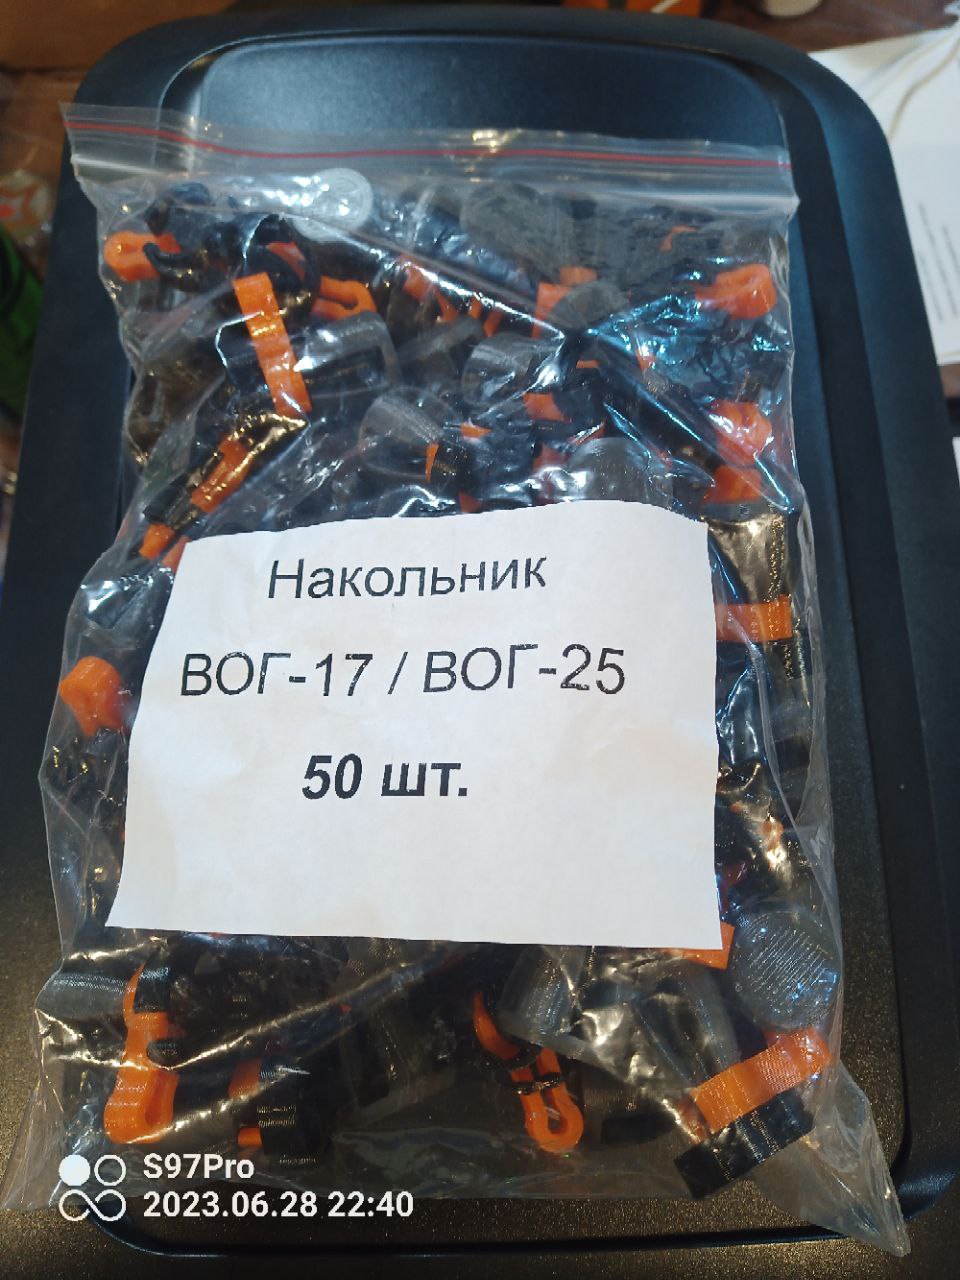 Накольник
ВОГ-17 / ВОГ-25
50 шт.
S97Pro
2023.06.28 22:40